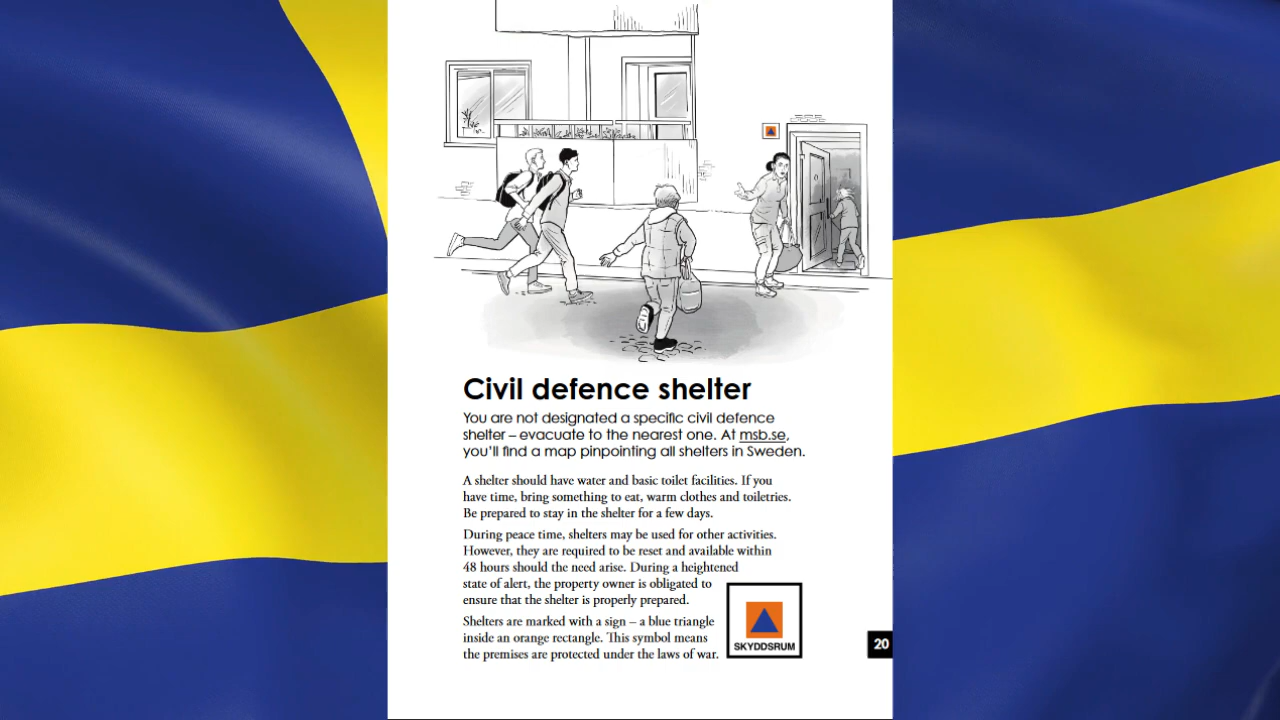 Civil defence shelter
You are not designated a specific civil defence
shelter – evacuate to the nearest one. At msb.se,
you'll find a map pinpointing all shelters in Sweden.
A shelter should have water and basic toilet facilities. If you
have time, bring something to eat, warm clothes and toiletries.
Be prepared to stay in the shelter for a few days.
During peace time, shelters may be used for other activities.
However, they are required to be reset and available within
48 hours should the need arise. During a heightened
state of alert, the property owner is obligated to
ensure that the shelter is properly prepared.
Shelters are marked with a sign – a blue triangle
inside an orange rectangle. This symbol means
the premises are protected under the laws of war.
SKYDDSRUM
20